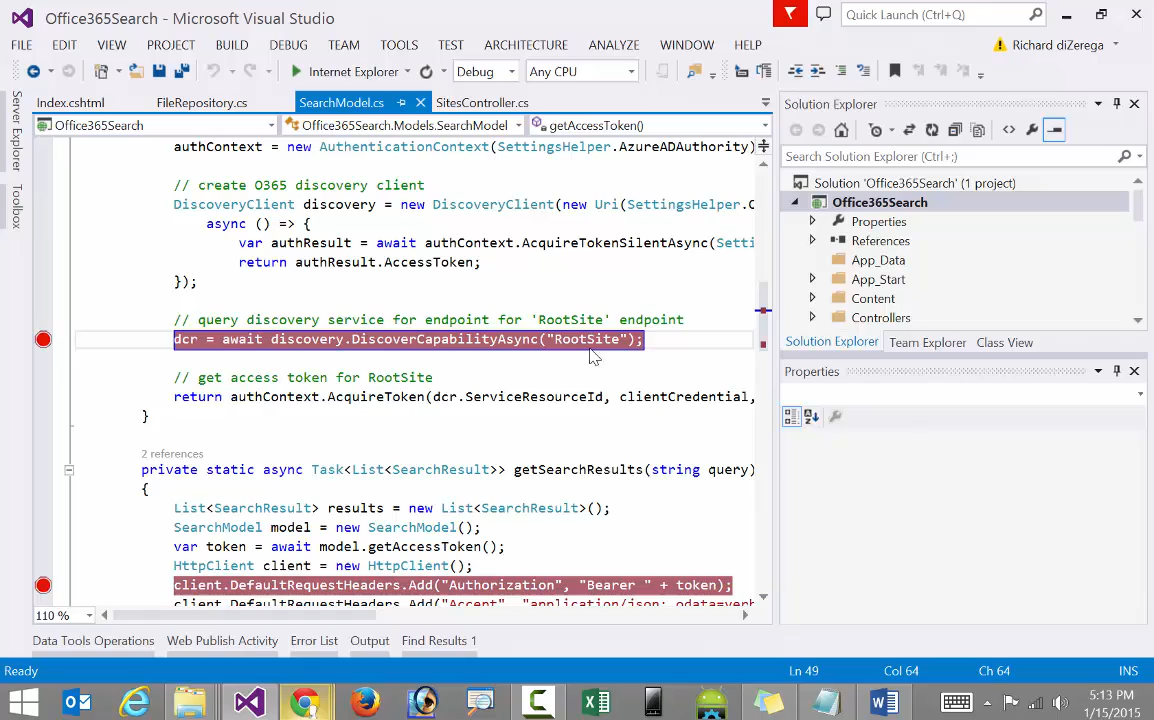 Office365Search - Microsoft Visual Studio
Quick Launch (Ctrl+Q)
FILE EDIT VIEW PROJECT BUILD DEBUG TEAM TOOLS TEST ARCHITECTURE ANALYZE WINDOW HELP
Richard diZerega
Internet Explorer Debug Any CPU
Server Explorer
Toolbox
Index.cshtml FileRepository.cs SearchModel.cs SitesController.cs
Office365Search Office365Search.Models.SearchModel getAccessToken()
authContext = new AuthenticationContext(SettingsHelper.AzureADAuthority)
// create O365 discovery client
DiscoveryClient discovery = new DiscoveryClient(new Uri(SettingsHelper.
async () => {
var authResult = await authContext.AcquireTokenSilentAsync(Setti
return authResult.AccessToken;
});
// query discovery service for endpoint for 'RootSite' endpoint
dcr = await discovery.DiscoverCapabilityAsync("RootSite");
// get access token for RootSite
return authContext.AcquireToken(dcr.ServiceResourceId, clientCredential,
}
2 references
private static async Task<List<SearchResult>> getSearchResults(string query)
{
List<SearchResult> results = new List<SearchResult>();
SearchModel model = new SearchModel();
var token = await model.getAccessToken();
HttpClient client = new HttpClient();
client.DefaultRequestHeaders.Add("Authorization", "Bearer " + token);
client.DefaultRequestHeaders.Add("Accept", "application/json; odata=verb
110 %
Solution Explorer
Search Solution Explorer (Ctrl+;)
Solution 'Office365Search' (1 project)
Office365Search
Properties
References
App_Data
App_Start
Content
Controllers
Solution Explorer Team Explorer Class View
Properties
Data Tools Operations Web Publish Activity Error List Output Find Results 1
Ready Ln 49 Col 64 Ch 64 INS
5:13 PM
1/15/2015